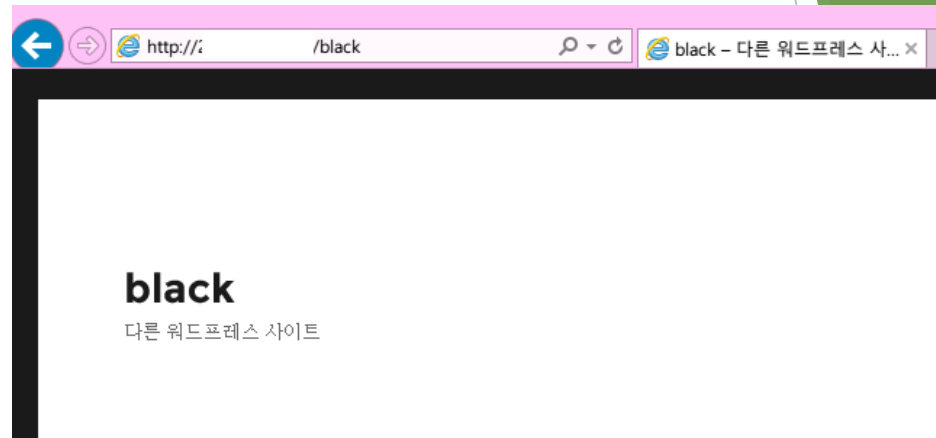 http://2 /black
black – 다른 워드프레스 사...
black
다른 워드프레스 사이트